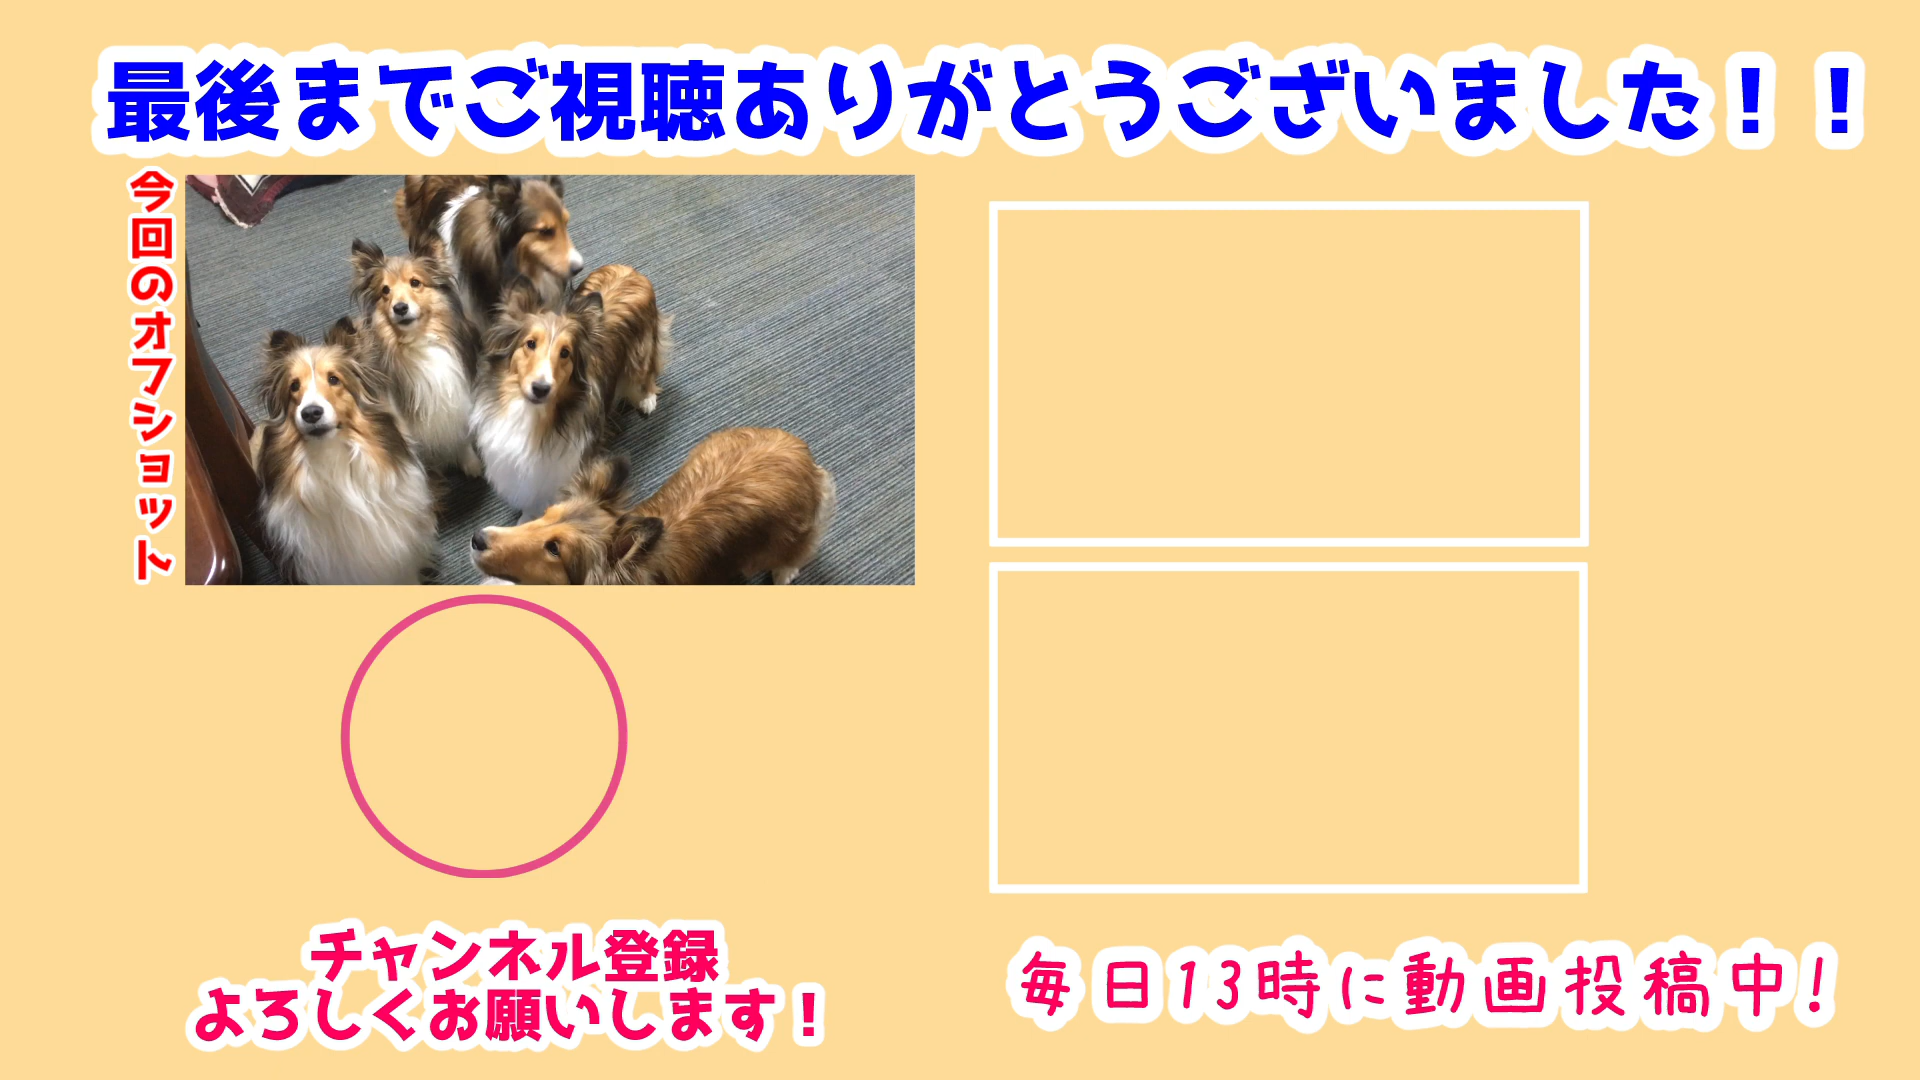 最後までご視聴ありがとうございました！！
今回のオフショット
チャンネル登録
よろしくお願いします！
毎日13時に動画投稿中！